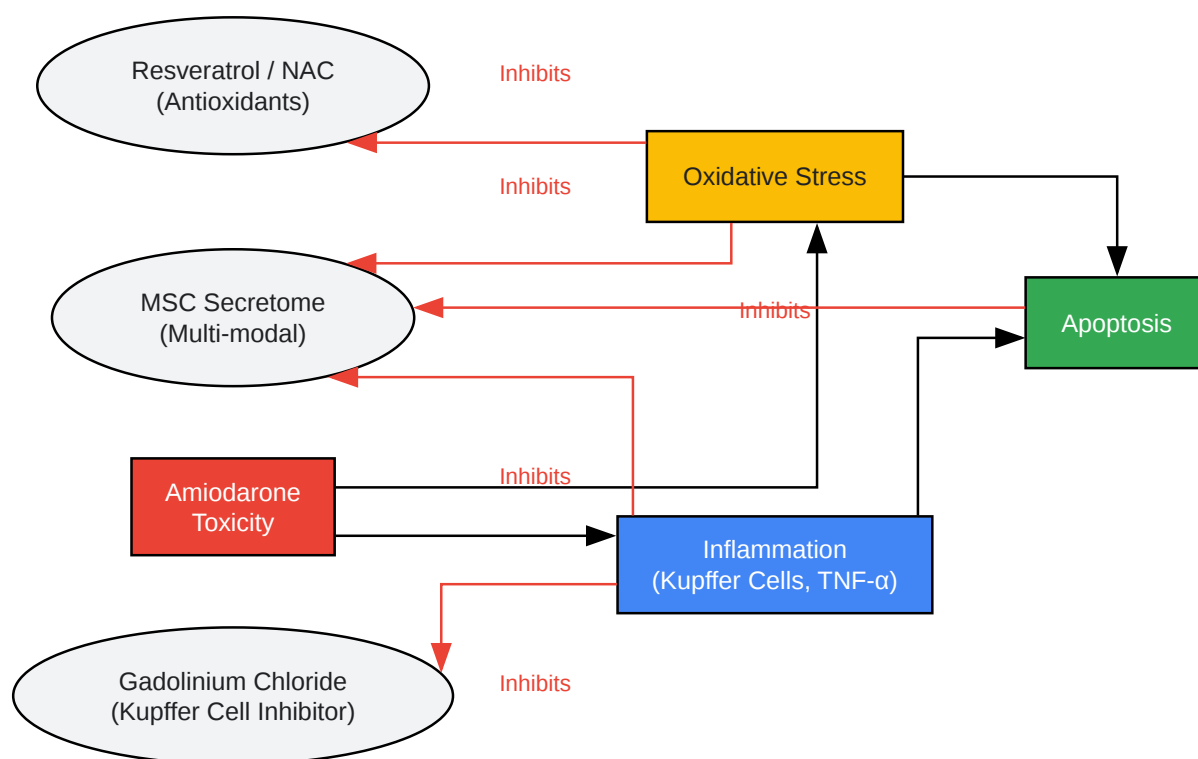 Resveratrol / NAC
(Antioxidants)
Inhibits
Oxidative Stress
Inhibits
MSC Secretome
(Multi-modal)
Inhibits
Apoptosis
Amiodarone
Toxicity
Inhibits
Inflammation
(Kupffer Cells, TNF-α)
Gadolinium Chloride
(Kupffer Cell Inhibitor)
Inhibits